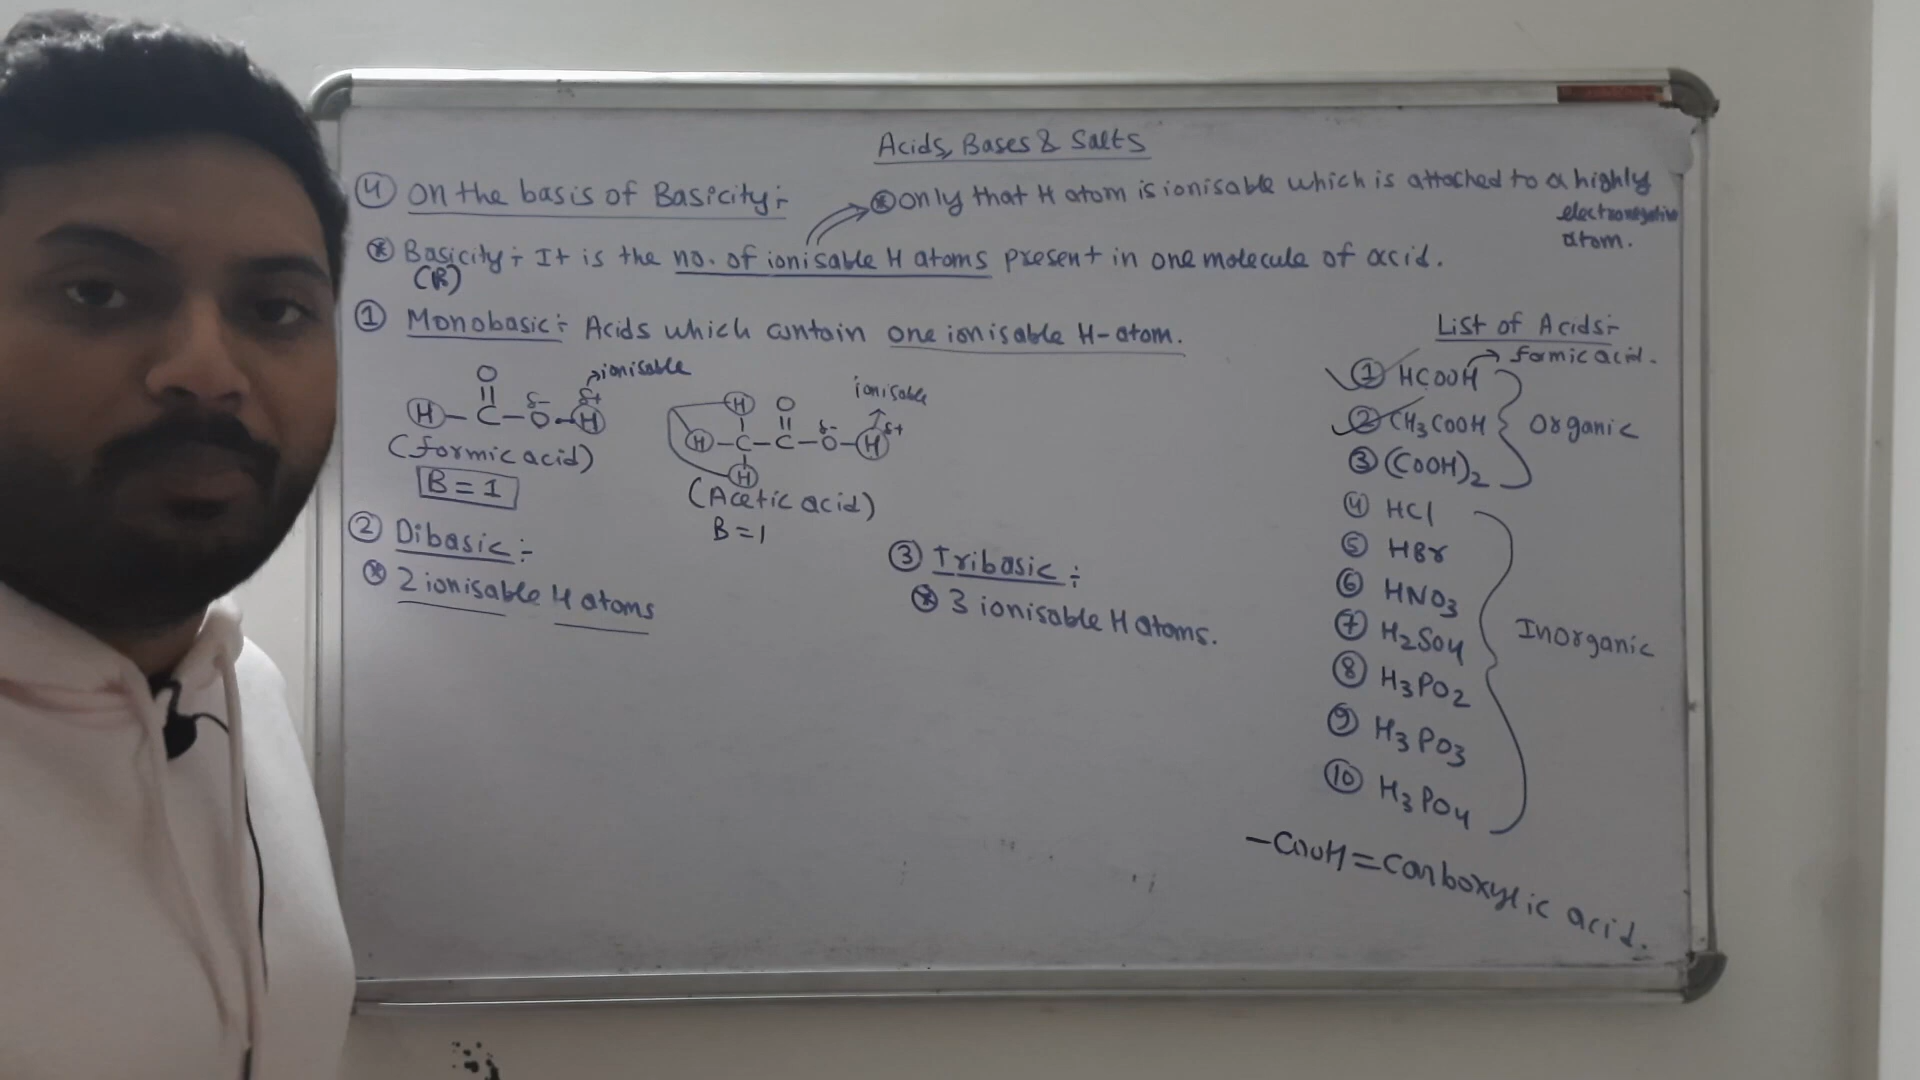 Acids, Bases & Salts
④ On the basis of Basicity :-
⊛ only that H atom is ionisable which is attached to a highly
electronegative
atom.
⊛ Basicity :- It is the no. of ionisable H atoms present in one molecule of acid.
(B)
① Monobasic :- Acids which contain one ionisable H-atom.
ionisable
O
||
H-C-O-H
δ- δ+
(formic acid)
B=1
ionisable
H O
| ||
H-C-C-O-H
|
H
δ- δ+
(Acetic acid)
B=1
② Dibasic :-
⊛ 2 ionisable H atoms
③ Tribasic :-
⊛ 3 ionisable H atoms.
List of Acids :-
→ formic acid.
① HCOOH
② CH3COOH
③ (COOH)2
Organic
④ HCl
⑤ HBr
⑥ HNO3
⑦ H2SO4
⑧ H3PO2
⑨ H3PO3
⑩ H3PO4
Inorganic
-COOH = Carboxylic acid.